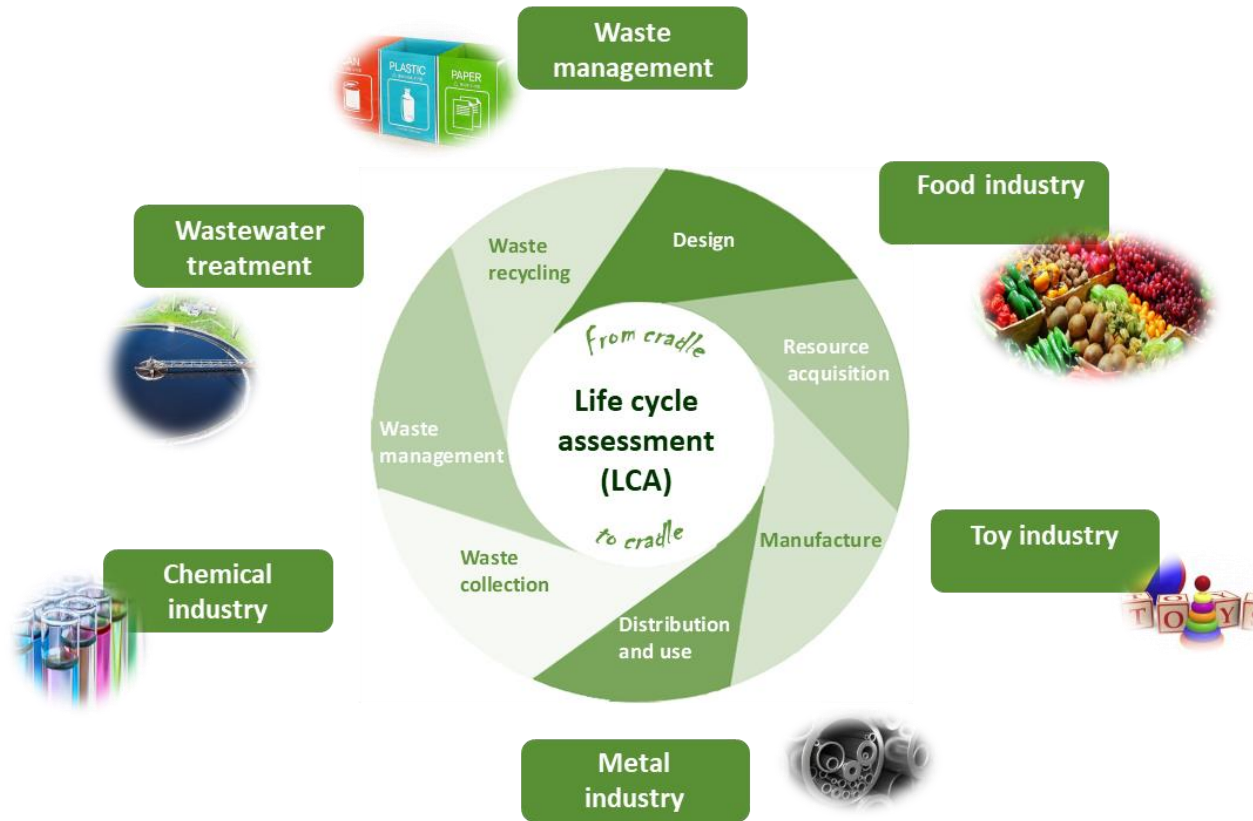 Waste
management
PLASTIC
PAPER
Food industry
Wastewater
treatment
Waste
recycling
Design
From cradle
Resource
acquisition
Life cycle
assessment
(LCA)
Waste
management
to cradle
Manufacture
Toy industry
Waste
collection
Chemical
industry
Distribution
and use
TOY
Metal
industry